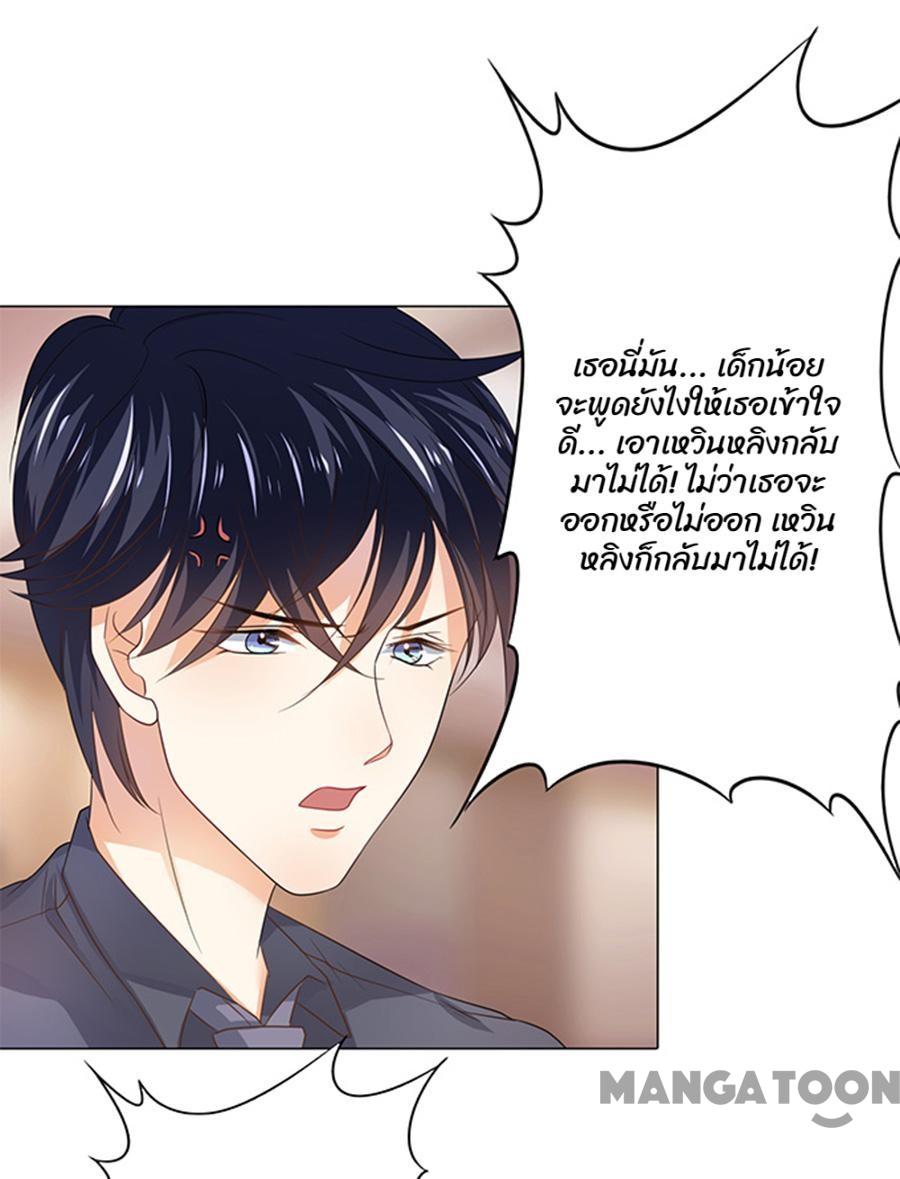 เธอนี่มัน... เด็กน้อย
จะพูดยังไงให้เธอเข้าใจ
ดี... เอาเหวินหลิงกลับ
มาไม่ได้! ไม่ว่าเธอจะ
ออกหรือไม่ออก เหวิน
หลิงก็กลับมาไม่ได้!
MANGATOON